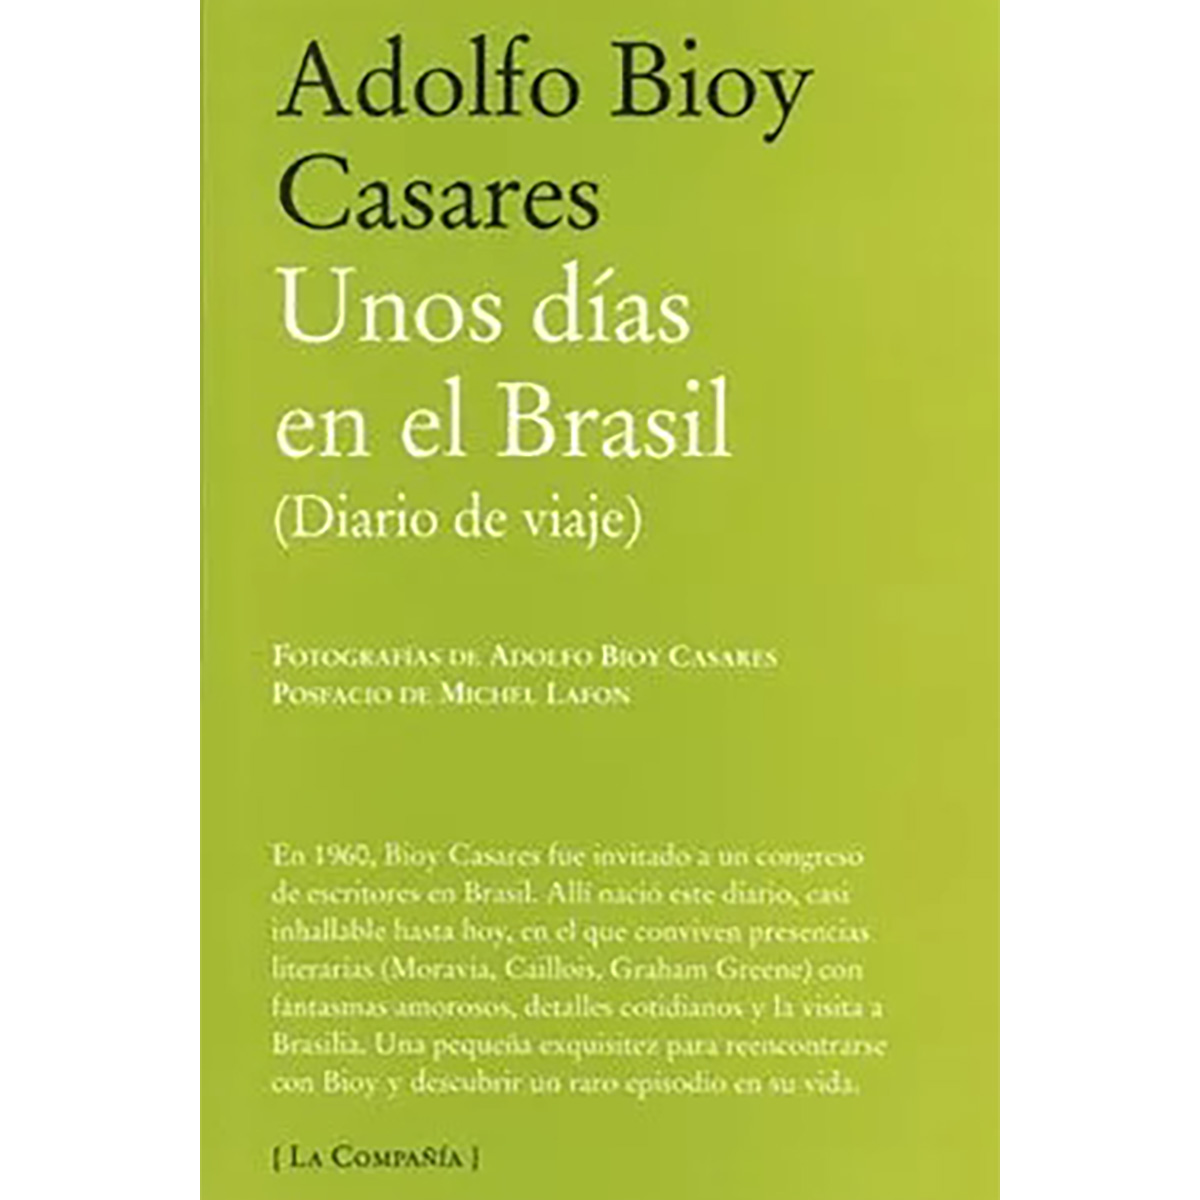 Adolfo Bioy
Casares
Unos días
en el Brasil
(Diario de viaje)
Fotografías de Adolfo Bioy Casares
Posfacio de Michel Lafon
En 1960, Bioy Casares fue invitado a un congreso
de escritores en Brasil. Allí nació este diario, casi
inhallable hasta hoy, en el que conviven presencias
literarias (Moravia, Caillois, Graham Greene) con
fantasmas amorosos, detalles cotidianos y la visita a
Brasilia. Una pequeña exquisitez para reencontrarse
con Bioy y descubrir un raro episodio en su vida.
{ La Compañía }